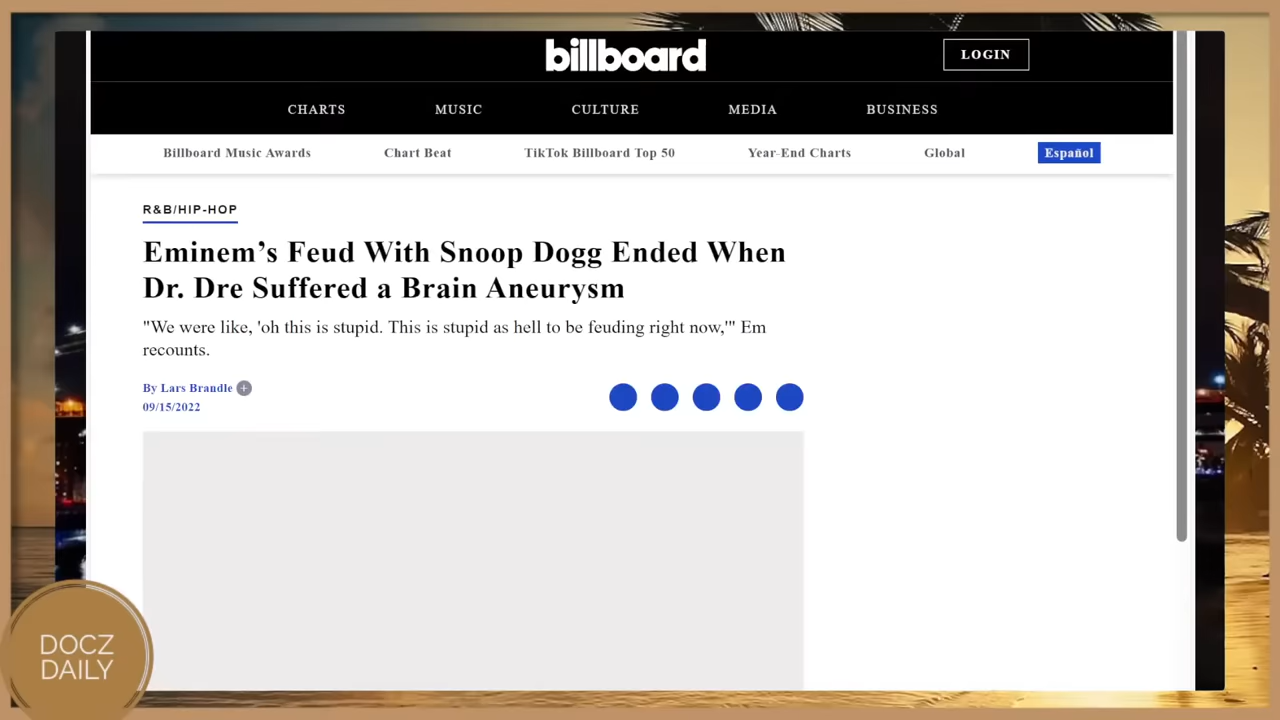 billboard
LOGIN
CHARTS MUSIC CULTURE MEDIA BUSINESS
Billboard Music Awards Chart Beat TikTok Billboard Top 50 Year-End Charts Global Español
R&B/HIP-HOP
Eminem’s Feud With Snoop Dogg Ended When
Dr. Dre Suffered a Brain Aneurysm
"We were like, 'oh this is stupid. This is stupid as hell to be feuding right now,'" Em
recounts.
By Lars Brandle +
09/15/2022
DOCZ
DAILY